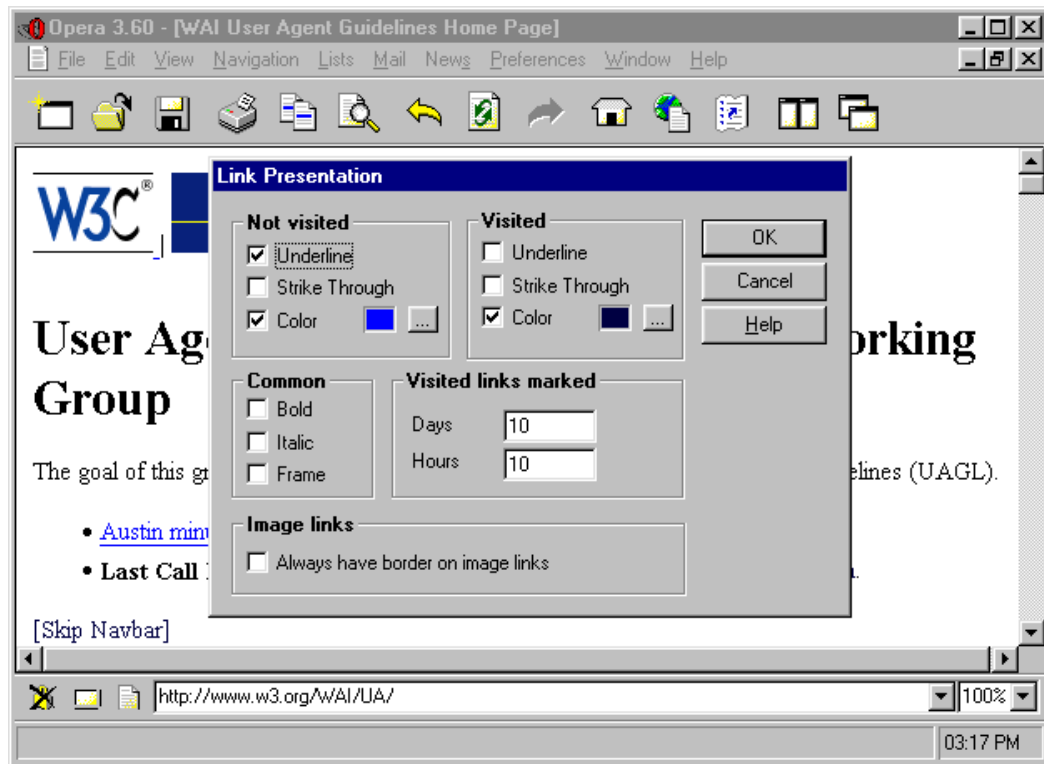 Opera 3.60 - [WAI User Agent Guidelines Home Page]
File Edit View Navigation Lists Mail News Preferences Window Help
W3C®
Link Presentation
Not visited
Underline
Strike Through
Color ...
Visited
Underline
Strike Through
Color ...
OK
Cancel
Help
Common
Bold
Italic
Frame
Visited links marked
Days 10
Hours 10
Image links
Always have border on image links
User Ag orking
Group
The goal of this gr elines (UAGL).
• Austin minu
• Last Call
[Skip Navbar]
http://www.w3.org/WAI/UA/ 100%
03:17 PM